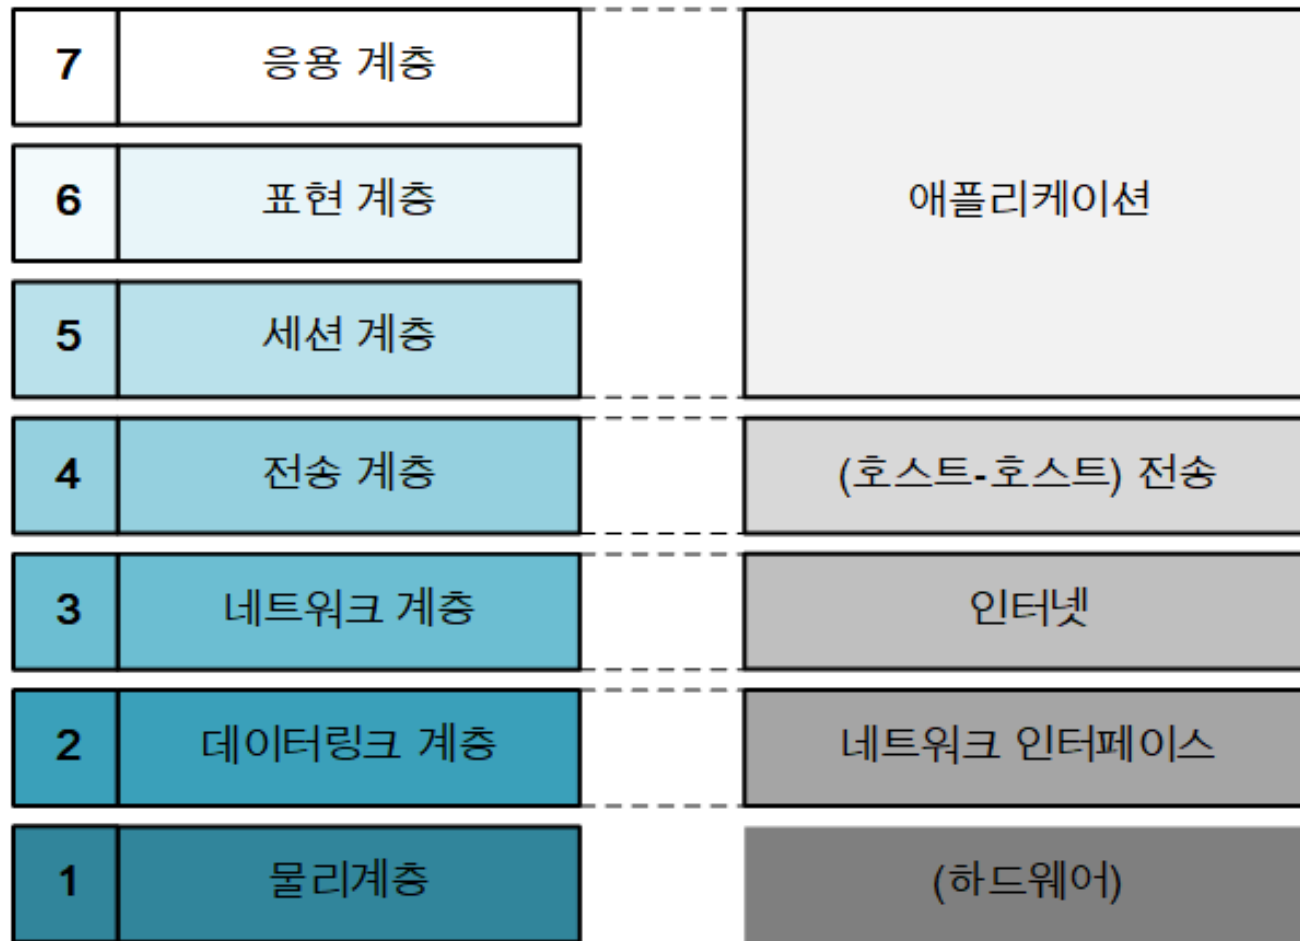 7 응용 계층
6 표현 계층
애플리케이션
5 세션 계층
4 전송 계층
(호스트-호스트) 전송
3 네트워크 계층
인터넷
2 데이터링크 계층
네트워크 인터페이스
1 물리계층
(하드웨어)